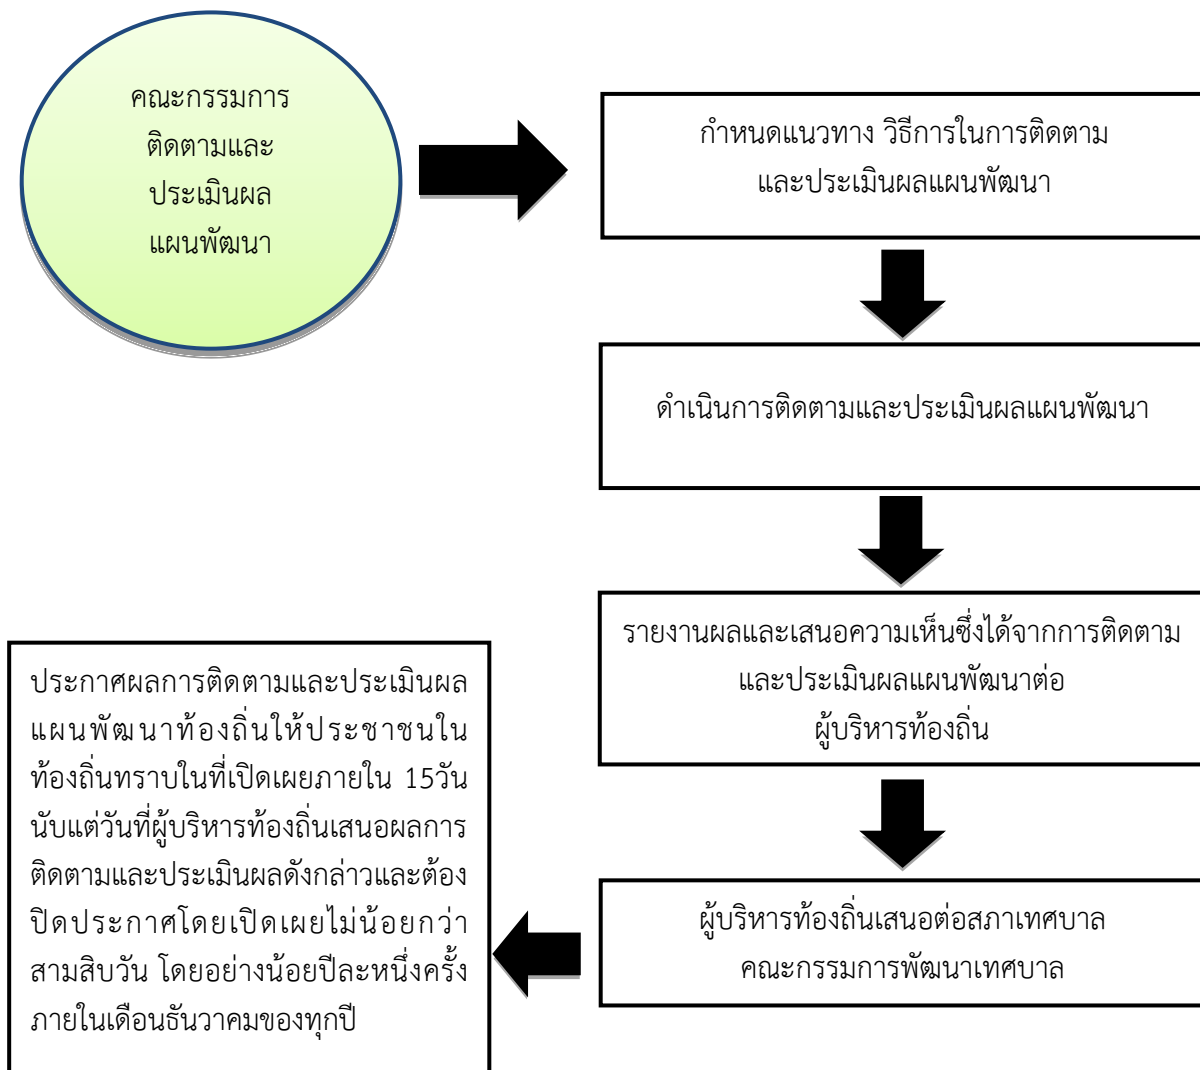 คณะกรรมการ
ติดตามและ
ประเมินผล
แผนพัฒนา
กำหนดแนวทาง วิธีการในการติดตาม
และประเมินผลแผนพัฒนา
ดำเนินการติดตามและประเมินผลแผนพัฒนา
รายงานผลและเสนอความเห็นซึ่งได้จากการติดตาม
และประเมินผลแผนพัฒนาต่อ
ผู้บริหารท้องถิ่น
ผู้บริหารท้องถิ่นเสนอต่อสภาเทศบาล
คณะกรรมการพัฒนาเทศบาล
ประกาศผลการติดตามและประเมินผล
แผนพัฒนาท้องถิ่นให้ประชาชนใน
ท้องถิ่นทราบในที่เปิดเผยภายใน 15วัน
นับแต่วันที่ผู้บริหารท้องถิ่นเสนอผลการ
ติดตามและประเมินผลดังกล่าวและต้อง
ปิดประกาศโดยเปิดเผยไม่น้อยกว่า
สามสิบวัน โดยอย่างน้อยปีละหนึ่งครั้ง
ภายในเดือนธันวาคมของทุกปี